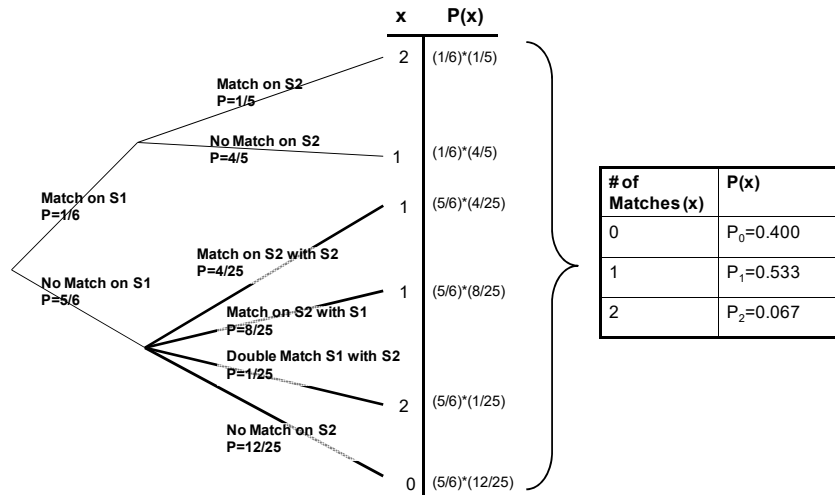 x P(x)
2 (1/6)*(1/5)
Match on S2
P=1/5
No Match on S2
P=4/5
1 (1/6)*(4/5)
Match on S1
P=1/6
1 (5/6)*(4/25)
No Match on S1
P=5/6
Match on S2 with S2
P=4/25
1 (5/6)*(8/25)
Match on S2 with S1
P=8/25
Double Match S1 with S2
P=1/25
2 (5/6)*(1/25)
No Match on S2
P=12/25
0 (5/6)*(12/25)
# of Matches (x) P(x)
0 P0=0.400
1 P1=0.533
2 P2=0.067